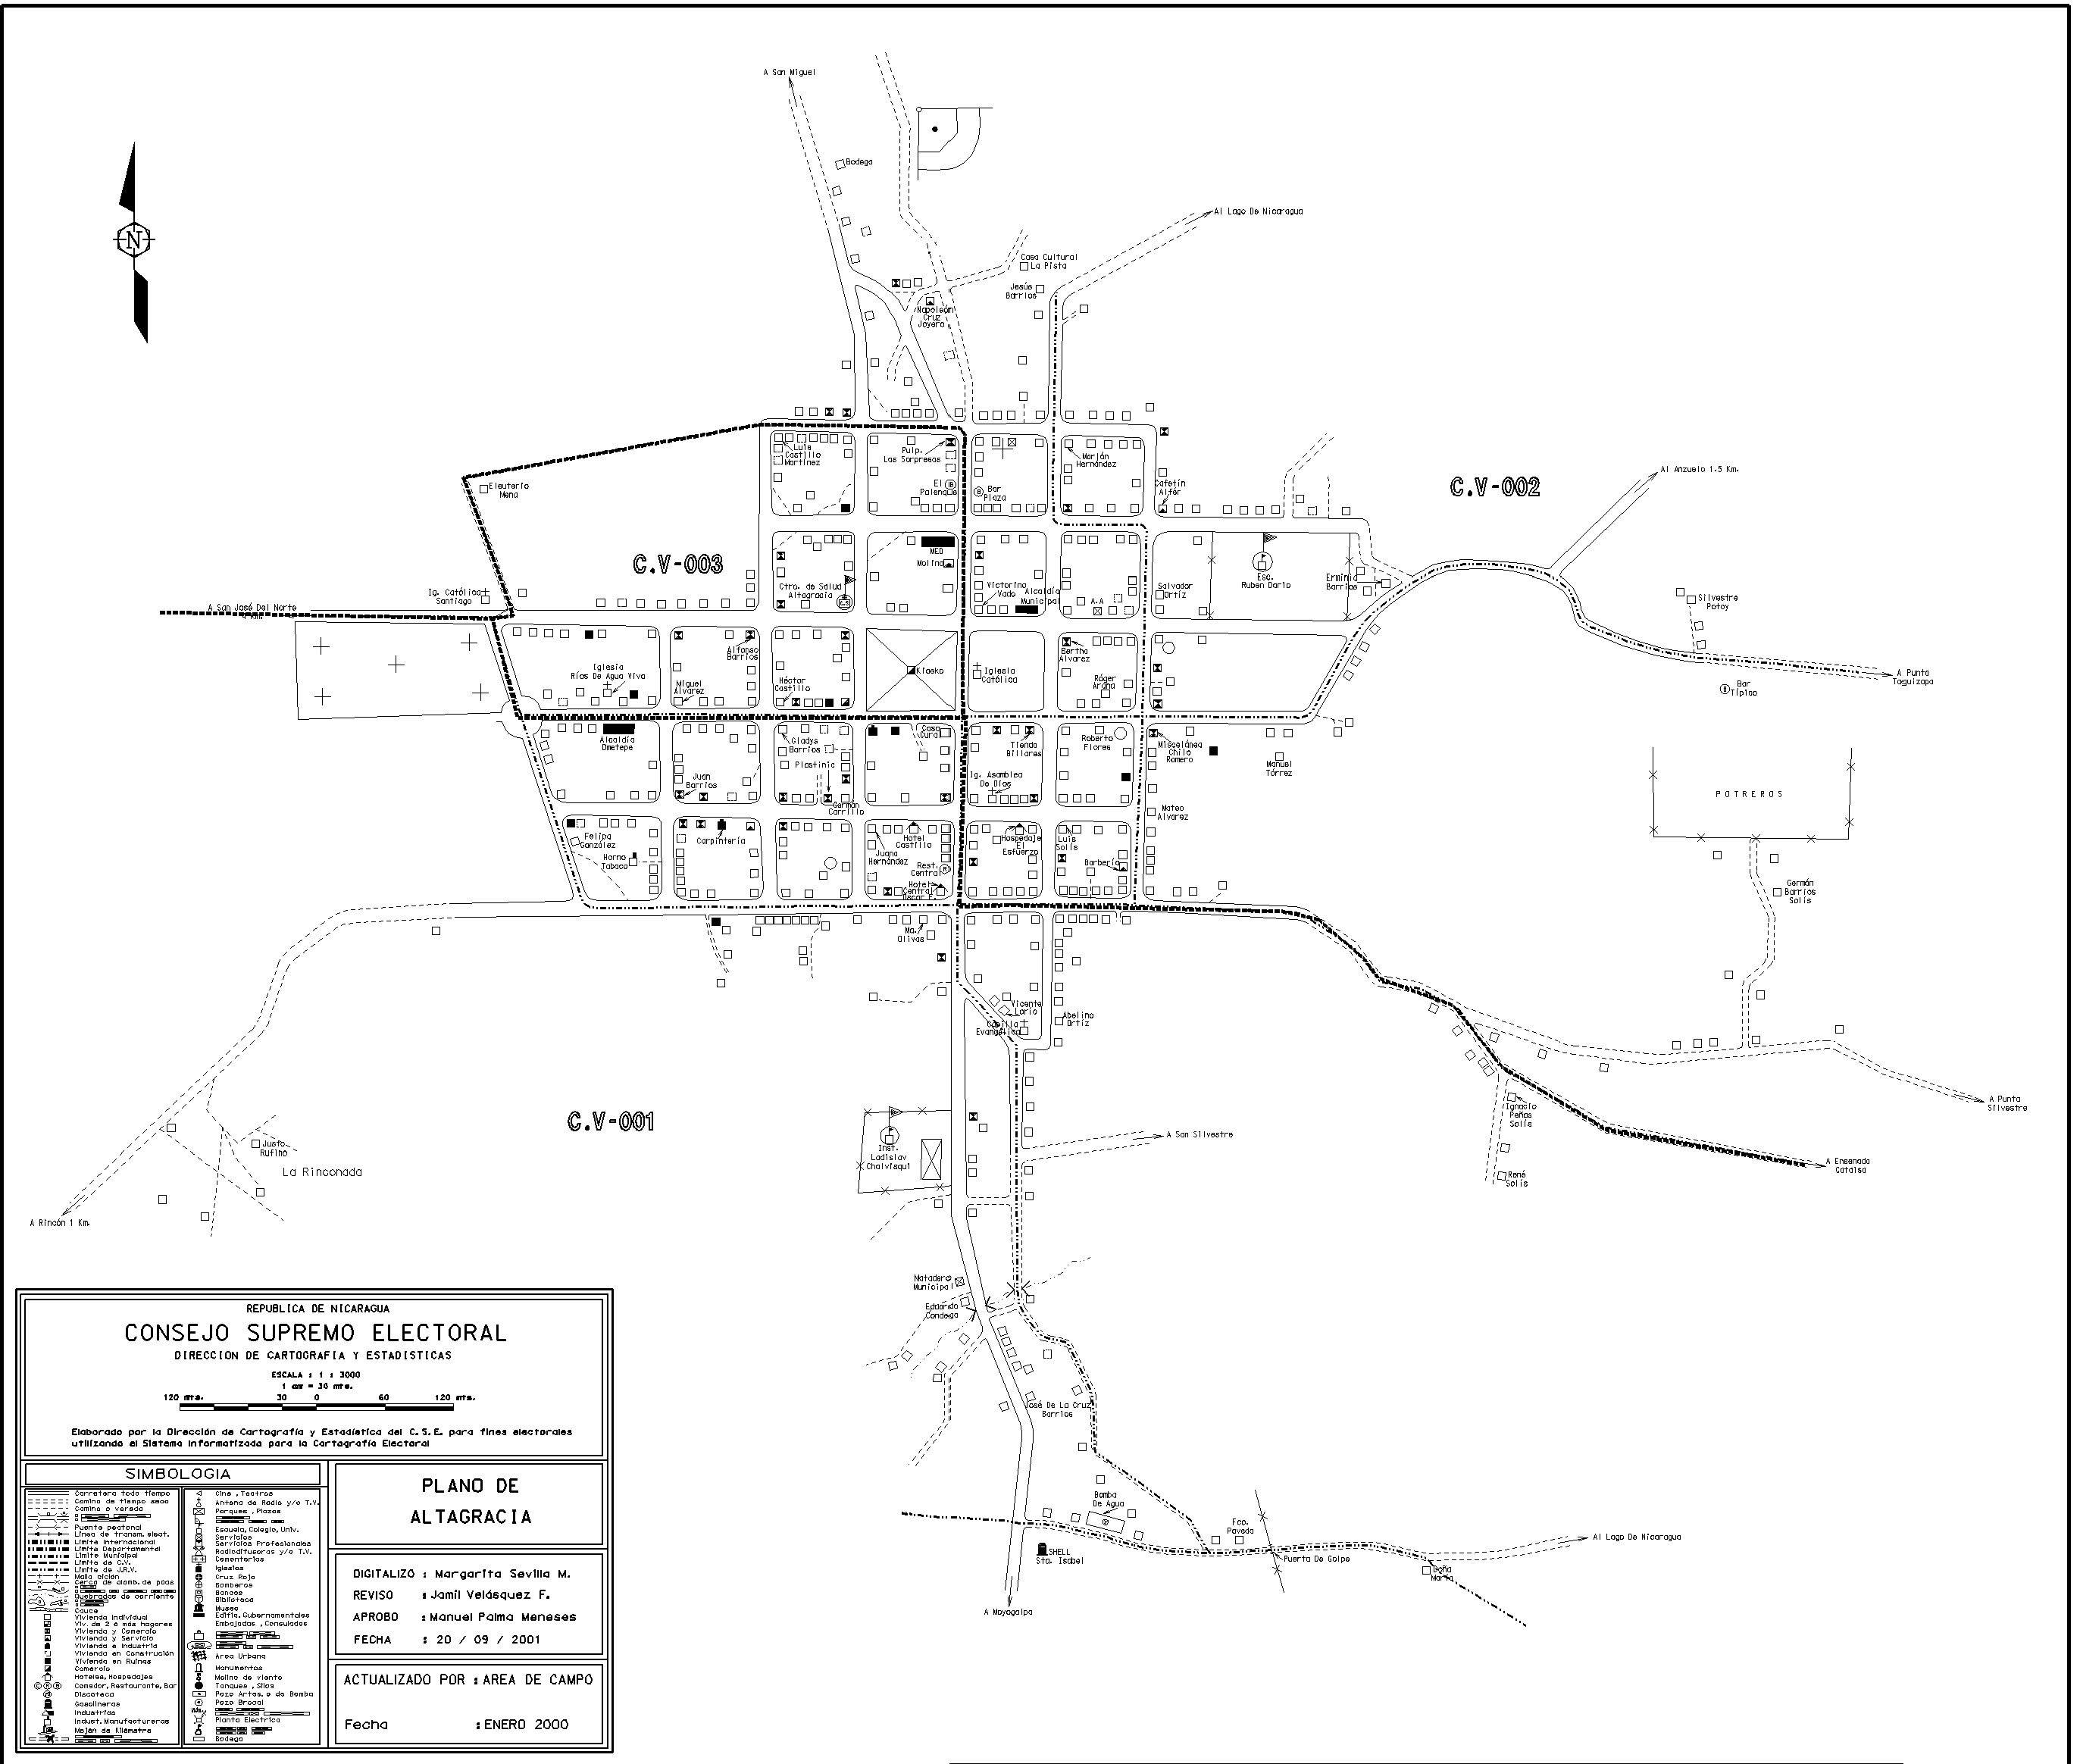 A San Miguel
Bodega
Al Lago De Nicaragua
Casa Cultural
La Pista
Jesús
Barrios
Napoleón
Cruz
Joyero
N
Luis
Castillo
Martínez
Pulp.
Las Sorpresas
El
Palenque
Bar
Plaza
Marján
Hernández
Cafetín
Alfér
Al Anzuelo 1.5 Km.
C.V-002
Eleuterio
Mena
C.V-003
MED
Molino
Ctro. de Salud
Altagracia
Victorino
Vado
Alcaldía
Municipal
A.A
Salvador
Ortíz
Esc.
Ruben Dario
Erminia
Barrios
Ig. Católica
Santiago
A San José Del Norte
Silvestre
Potoy
Alfonso
Barrios
Iglesia
Ríos De Agua Viva
Miguel
Alvarez
Héctor
Castillo
Kiosko
Iglesia
Católica
Bertha
Alvarez
Róger
Arana
A Punta
Taguizapa
Bar
Típico
Alcaldía
Ometepe
Gladys
Barrios
Casa
Cural
Tienda
Billares
Roberto
Flores
Miscelánea
Chilo
Romero
Manuel
Tórrez
Juan
Barrios
Plastinic
Germán
Carrillo
Ig. Asamblea
De Dios
Mateo
Alvarez
POTREROS
Felipa
González
Horno
Tabaco
Carpintería
Juana
Hernández
Hotel
Castillo
Rest.
Central
Hotel
Central
Oscar F.
Hospedaje
El
Esfuerzo
Luis
Solís
Barbería
Germán
Barrios
Solís
Ma.
Olivas
Vicente
Lario
Capilla
Evangélica
Abelino
Ortíz
C.V-001
Ignacio
Peñas
Solís
A Punta
Silvestre
A San Silvestre
Inst.
Ladislav
Chalvisqui
Justo
Rufino
La Rinconada
René
Solís
A Ensenada
Cataisa
A Rincón 1 Km.
Matadero
Municipal
Eduardo
Condega
José De La Cruz
Barrios
Bomba
De Agua
Fco.
Poveda
Puerta De Golpe
Al Lago De Nicaragua
SHELL
Sta. Isabel
Doña
María
A Moyogalpa
REPUBLICA DE NICARAGUA
CONSEJO SUPREMO ELECTORAL
DIRECCION DE CARTOGRAFIA Y ESTADISTICAS
ESCALA : 1 : 3000
1 cm = 30 mts.
120 mts. 30 0 60 120 mts.
Elaborado por la Dirección de Cartografía y Estadística del C.S.E. para fines electorales
utilizando el Sistema Informatizado para la Cartografía Electoral
SIMBOLOGIA
Carretera todo tiempo
Camino de tiempo seco
Camino o vereda
Puente peatonal
Línea de transm. elect.
Límite Internacional
Límite Departamental
Límite Municipal
Límite de C.V.
Límite de J.R.V.
Malla ciclón
Cerca de alamb. de púas
Quebradas de corriente
Cauce
Vivienda Individual
Viv. de 2 ó más hogares
Vivienda y Comercio
Vivienda y Servicio
Vivienda e Industria
Vivienda en Construcción
Vivienda en Ruinas
Comercio
Hoteles, Hospedajes
Comedor, Restaurante, Bar
Discoteca
Gasolineras
Industrias
Indust. Manufactureras
Mojón de Kilómetro
Cine, Teatros
Antena de Radio y/o T.V.
Parques, Plazas
Escuela, Colegio, Univ.
Servicios
Servicios Profesionales
Radiodifusoras y/o T.V.
Cementerios
Iglesias
Cruz Roja
Bomberos
Bancos
Biblioteca
Museo
Edific. Gubernamentales
Embajadas, Consulados
Area Urbana
Monumentos
Molino de viento
Tanques, Silos
Pozo Artes. o de Bomba
Pozo Brocal
Planta Electrica
Bodega
PLANO DE
ALTAGRACIA
DIGITALIZO : Margarita Sevilla M.
REVISO : Jamil Velásquez F.
APROBO : Manuel Palma Meneses
FECHA : 20 / 09 / 2001
ACTUALIZADO POR : AREA DE CAMPO
Fecha : ENERO 2000